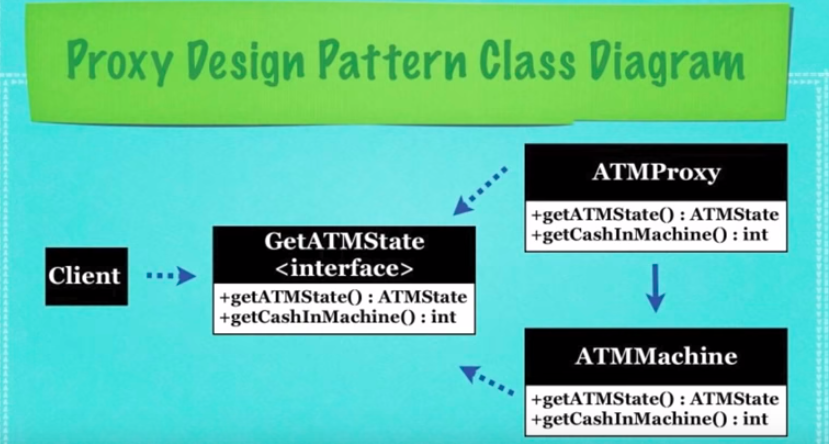 Proxy Design Pattern Class Diagram
Client
GetATMState
<interface>
+getATMState() : ATMState
+getCashInMachine() : int
ATMProxy
+getATMState() : ATMState
+getCashInMachine() : int
ATMMachine
+getATMState() : ATMState
+getCashInMachine() : int